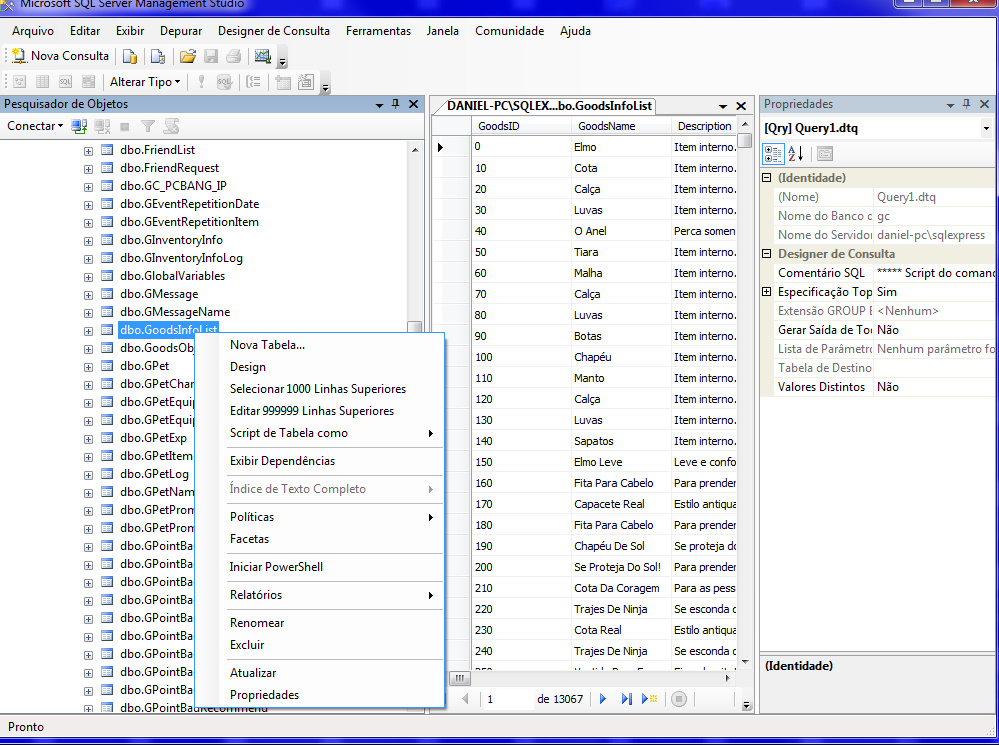 Microsoft SQL Server Management Studio
Arquivo Editar Exibir Depurar Designer de Consulta Ferramentas Janela Comunidade Ajuda
Nova Consulta
Alterar Tipo
Pesquisador de Objetos
Conectar
dbo.FriendList
dbo.FriendRequest
dbo.GC_PCBANG_IP
dbo.GEventRepetitionDate
dbo.GEventRepetitionItem
dbo.GInventoryInfo
dbo.GInventoryInfoLog
dbo.GlobalVariables
dbo.GMessage
dbo.GMessageName
dbo.GoodsInfoList
dbo.GoodsObj
dbo.GPet
dbo.GPetChar
dbo.GPetEquip
dbo.GPetEquip
dbo.GPetExp
dbo.GPetItem
dbo.GPetLog
dbo.GPetNam
dbo.GPetProm
dbo.GPetProm
dbo.GPointBa
dbo.GPointBa
dbo.GPointBa
dbo.GPointBa
dbo.GPointBa
dbo.GPointBa
dbo.GPointBa
dbo.GPointBa
dbo.GPointBadRecommend
Nova Tabela...
Design
Selecionar 1000 Linhas Superiores
Editar 999999 Linhas Superiores
Script de Tabela como
Exibir Dependências
Índice de Texto Completo
Políticas
Facetas
Iniciar PowerShell
Relatórios
Renomear
Excluir
Atualizar
Propriedades
DANIEL-PC\SQLEX...bo.GoodsInfoList
GoodsID GoodsName Description
0 Elmo Item interno.
10 Cota Item interno.
20 Calça Item interno.
30 Luvas Item interno.
40 O Anel Perca somen
50 Tiara Item interno.
60 Malha Item interno.
70 Calça Item interno.
80 Luvas Item interno.
90 Botas Item interno.
100 Chapéu Item interno.
110 Manto Item interno.
120 Calça Item interno.
130 Luvas Item interno.
140 Sapatos Item interno.
150 Elmo Leve Leve e confo
160 Fita Para Cabelo Para prender
170 Capacete Real Estilo antiqua
180 Fita Para Cabelo Para prender
190 Chapéu De Sol Se proteja do
200 Se Proteja Do Sol! Para prender
210 Cota Da Coragem Para as pess
220 Trajes De Ninja Se esconda c
230 Cota Real Estilo antiqua
240 Trajes De Ninja Se esconda c
1 de 13067
Propriedades
[Qry] Query1.dtq
(Identidade)
(Nome) Query1.dtq
Nome do Banco d gc
Nome do Servidor daniel-pc\sqlexpress
Designer de Consulta
Comentário SQL ***** Script do comand
Especificação Top Sim
Extensão GROUP B <Nenhum>
Gerar Saída de Too Não
Lista de Parâmetro Nenhum parâmetro fo
Tabela de Destino
Valores Distintos Não
(Identidade)
Pronto